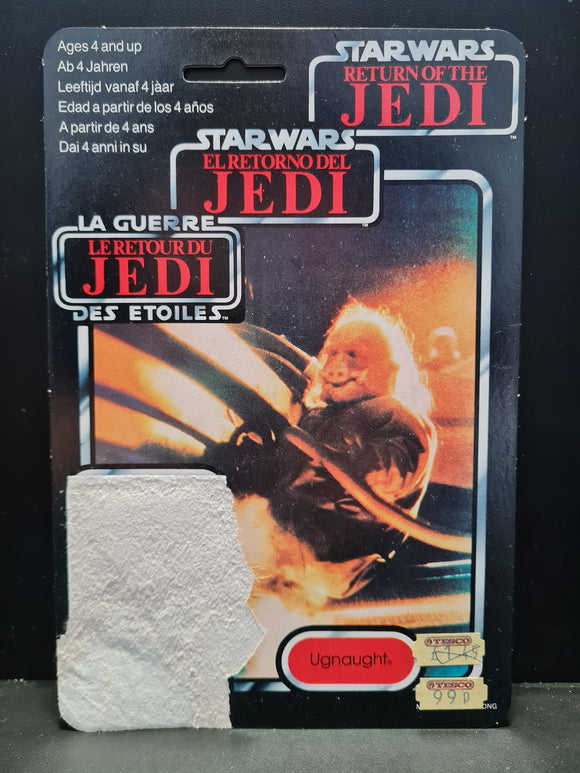 Ages 4 and up
Ab 4 Jahren
Leeftijd vanaf 4 jàar
Edad a partir de los 4 años
A partir de 4 ans
Dai 4 anni in su
STAR WARS
RETURN OF THE
JEDI
STAR WARS
EL RETORNO DEL
JEDI
LA GUERRE
LE RETOUR DU
JEDI
DES ETOILES
Ugnaught
TESCO
TESCO
99p
ONG